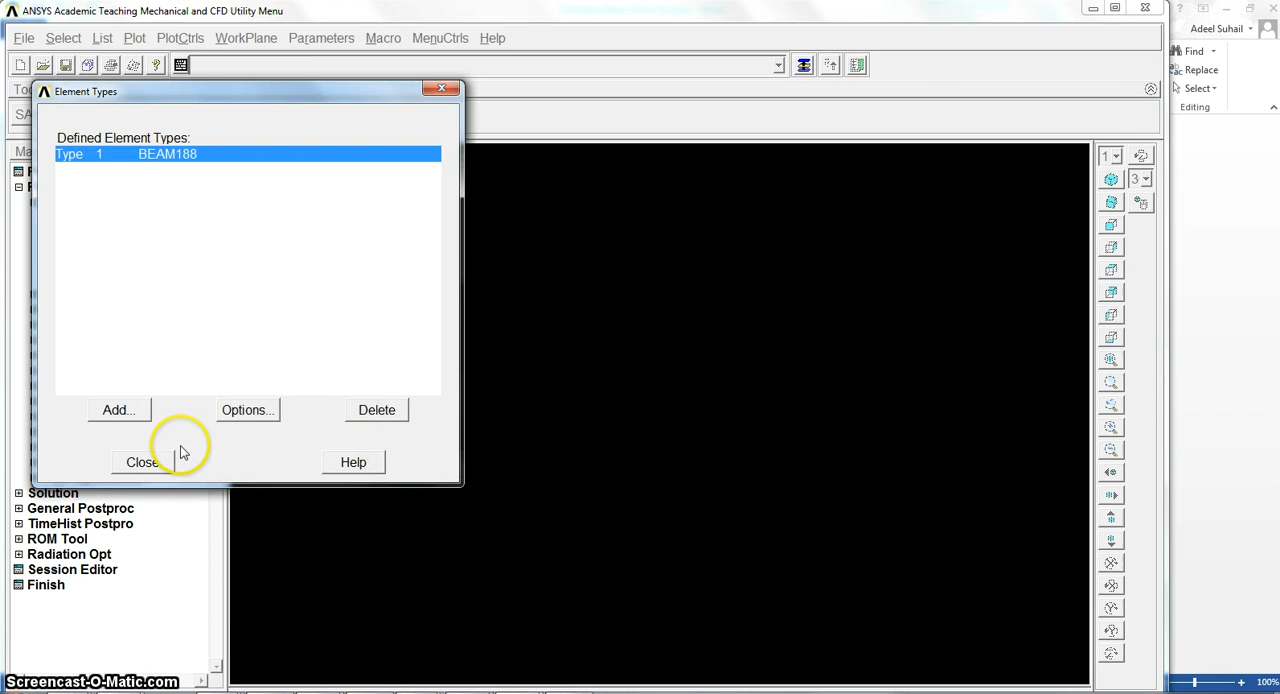 ANSYS Academic Teaching Mechanical and CFD Utility Menu
File Select List Plot PlotCtrls WorkPlane Parameters Macro MenuCtrls Help
Adeel Suhail
Find
Replace
Select
Editing
Element Types
Defined Element Types:
Type 1 BEAM188
1
3
Add... Options... Delete
Close Help
Solution
General Postproc
TimeHist Postpro
ROM Tool
Radiation Opt
Session Editor
Finish
Screencast-O-Matic.com
100%